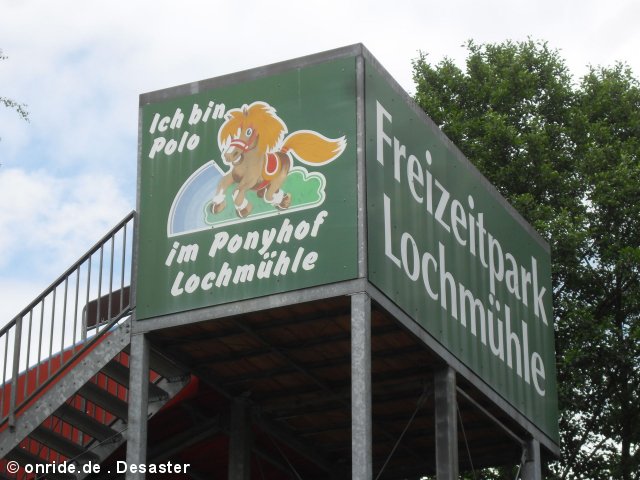 Ich bin
Polo
im Ponyhof
Lochmühle
Freizeitpark
Lochmühle
© onride.de . Desaster